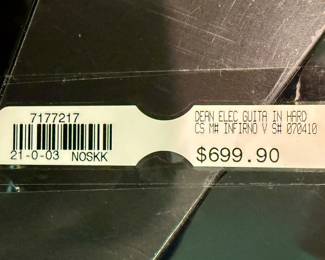 7177217
21-0-03 NOSKK
DEAN ELEC GUITA IN HARD
CS M# INFIRNO V S# 070410
$699.90